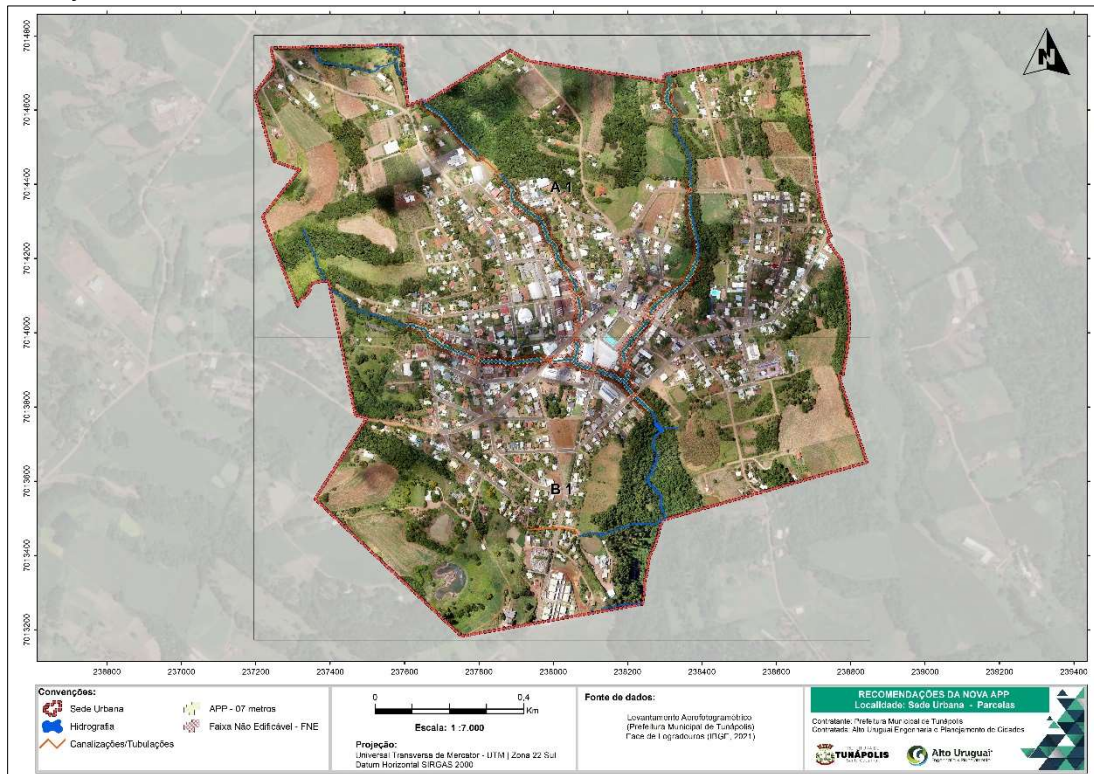 N
7014800
7014600
7014400
7014200
7014000
7013800
7013600
7013400
7013200
A 1
B 1
236800
237000
237200
237400
237600
237800
238000
238200
238400
238600
238800
239000
239200
239400
Convenções:
Sede Urbana
Hidrografia
Canalizações/Tubulações
APP - 07 metros
Faixa Não Edificável - FNE
0 0,4
Km
Escala: 1 :7.000
Projeção:
Universal Transversa de Mercator - UTM | Zona 22 Sul
Datum Horizontal SIRGAS 2000
Fonte de dados:
Levantamento Aerofotogramétrico
(Prefeitura Municipal de Tunápolis)
Face de Logradouros (IBGE, 2021)
RECOMENDAÇÕES DA NOVA APP
Localidade: Sede Urbana - Parcelas
Contratante: Prefeitura Municipal de Tunápolis
Contratada: Alto Uruguai Engenharia e Planejamento de Cidades
TUNÁPOLIS
Alto Uruguai